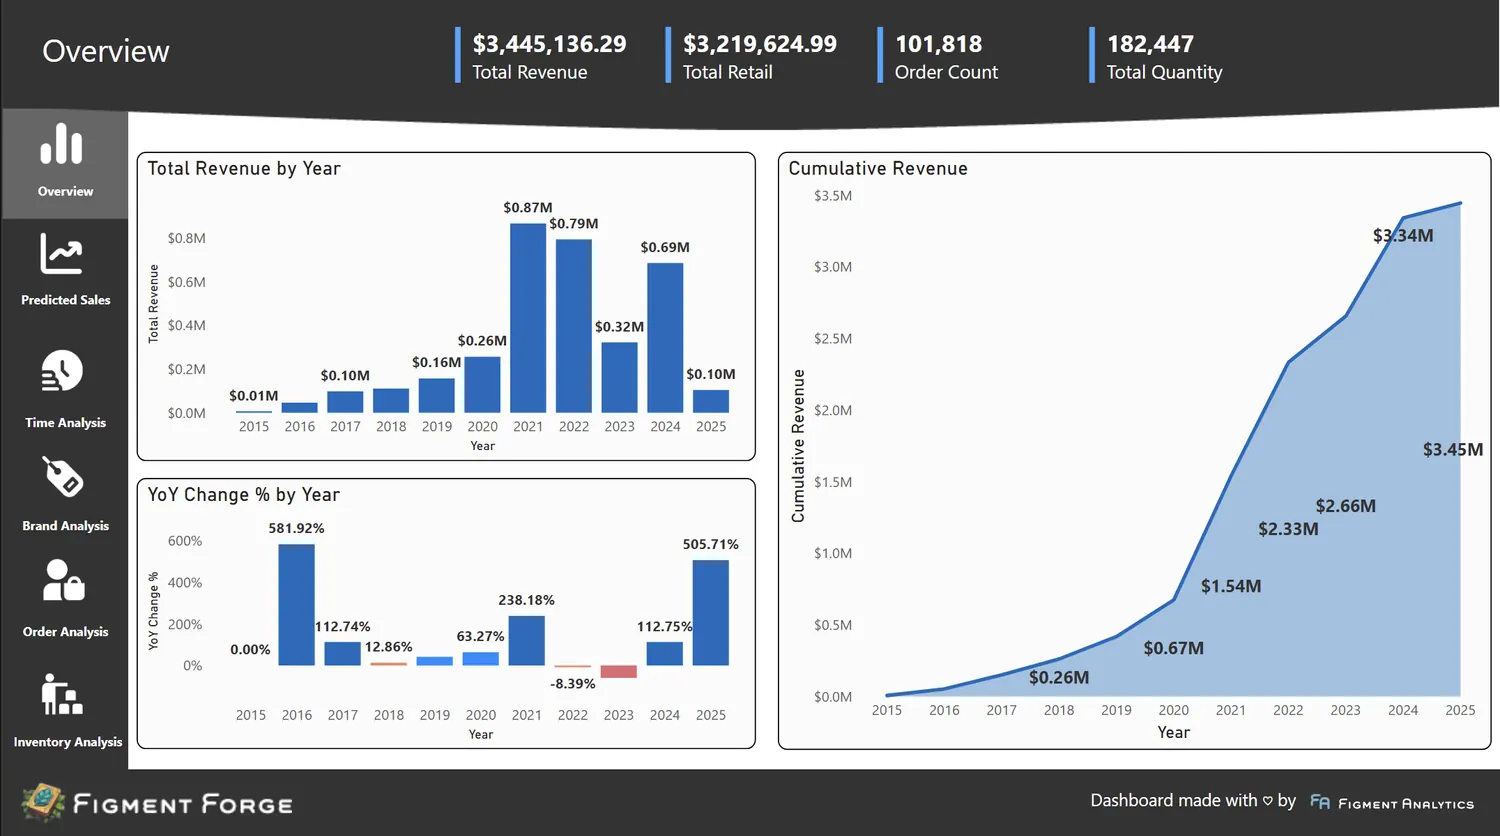 Overview
$3,445,136.29
Total Revenue
$3,219,624.99
Total Retail
101,818
Order Count
182,447
Total Quantity
Overview
Predicted Sales
Time Analysis
Brand Analysis
Order Analysis
Inventory Analysis
Total Revenue by Year
Total Revenue
$0.8M
$0.6M
$0.4M
$0.2M
$0.0M
$0.01M
$0.10M
$0.16M
$0.26M
$0.87M
$0.79M
$0.32M
$0.69M
$0.10M
2015 2016 2017 2018 2019 2020 2021 2022 2023 2024 2025
Year
YoY Change % by Year
YoY Change %
600%
400%
200%
0%
0.00%
581.92%
112.74%
12.86%
63.27%
238.18%
-8.39%
112.75%
505.71%
2015 2016 2017 2018 2019 2020 2021 2022 2023 2024 2025
Year
Cumulative Revenue
Cumulative Revenue
$3.5M
$3.0M
$2.5M
$2.0M
$1.5M
$1.0M
$0.5M
$0.0M
$0.26M
$0.67M
$1.54M
$2.33M
$2.66M
$3.34M
$3.45M
2015 2016 2017 2018 2019 2020 2021 2022 2023 2024 2025
Year
Figment Forge
Dashboard made with ♡ by
FA Figment Analytics